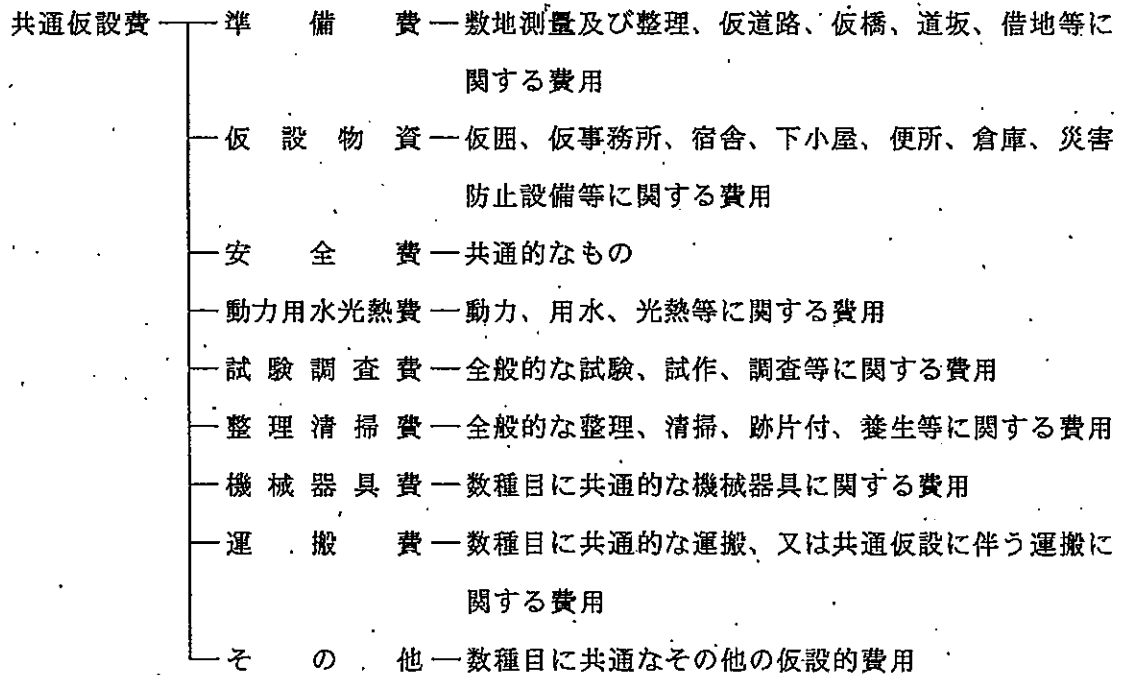 共通仮設費 準備費 敷地測量及び整理、仮道路、仮橋、道坂、借地等に
関する費用
仮設物資 仮囲、仮事務所、宿舎、下小屋、便所、倉庫、災害
防止設備等に関する費用
安全費 共通的なもの
動力用水光熱費 動力、用水、光熱等に関する費用
試験調査費 全般的な試験、試作、調査等に関する費用
整理清掃費 全般的な整理、清掃、跡片付、養生等に関する費用
機械器具費 数種目に共通的な機械器具に関する費用
運搬費 数種目に共通的な運搬、又は共通仮設に伴う運搬に
関する費用
その他 数種目に共通なその他の仮設的費用